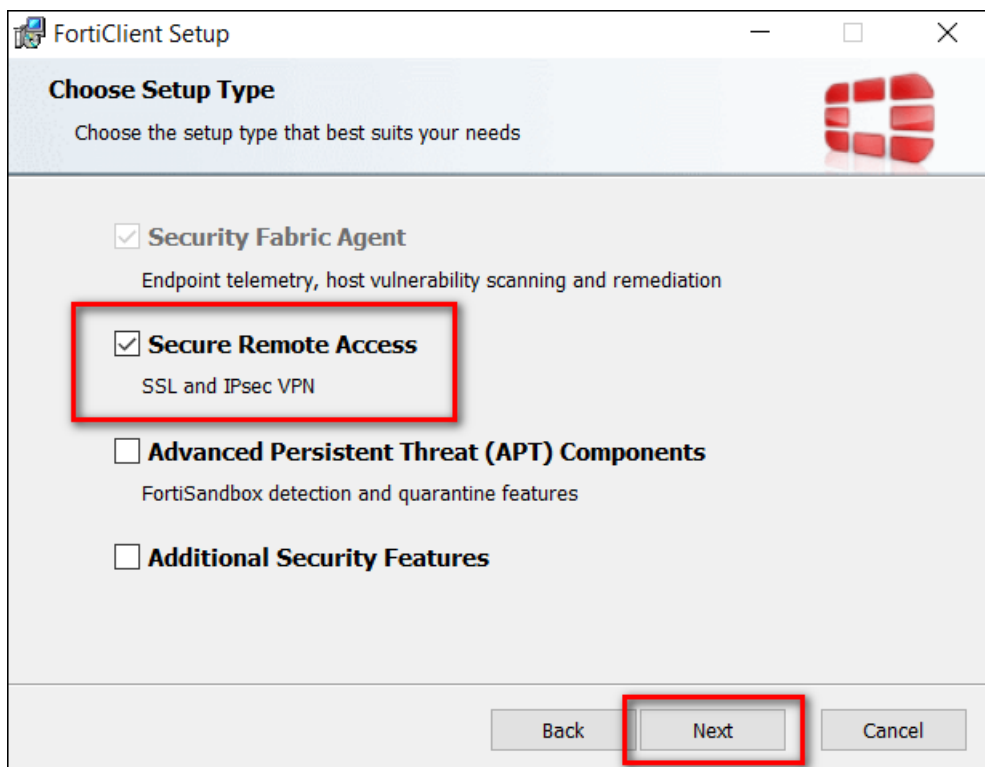 FortiClient Setup
Choose Setup Type
Choose the setup type that best suits your needs
Security Fabric Agent
Endpoint telemetry, host vulnerability scanning and remediation
Secure Remote Access
SSL and IPsec VPN
Advanced Persistent Threat (APT) Components
FortiSandbox detection and quarantine features
Additional Security Features
Back Next Cancel